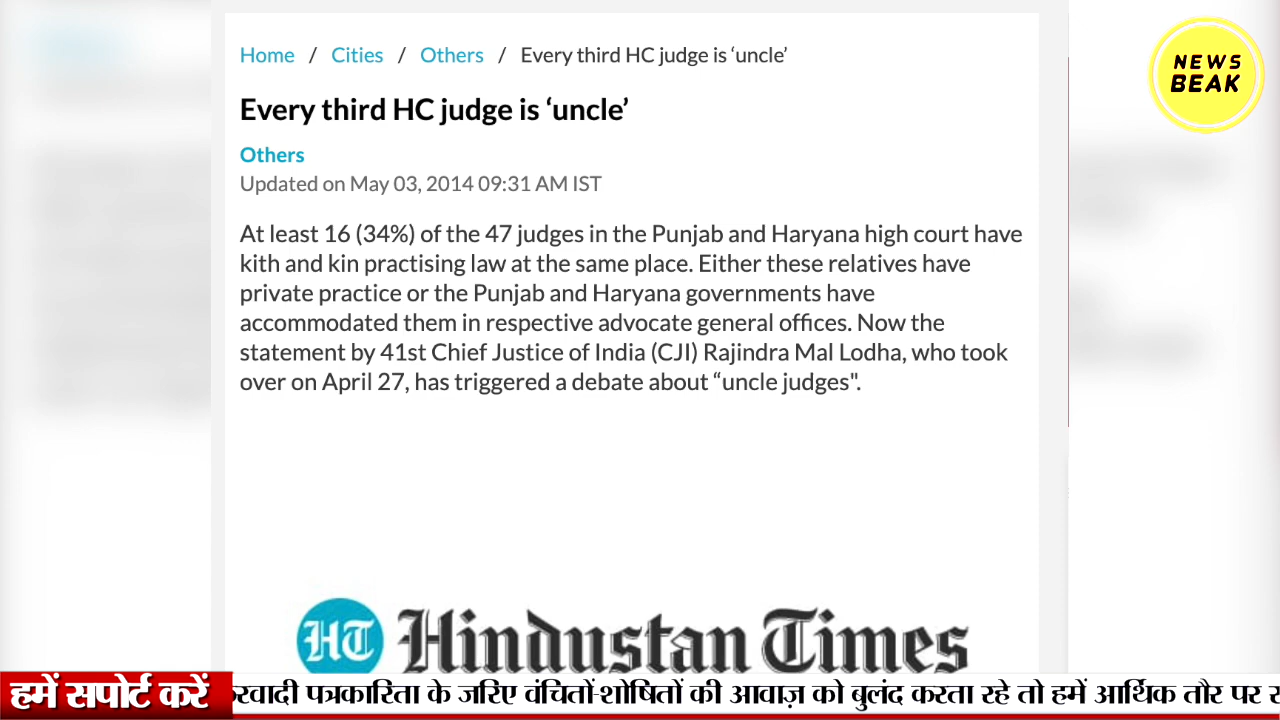 Home / Cities / Others / Every third HC judge is ‘uncle’
NEWS
BEAK
Every third HC judge is ‘uncle’
Others
Updated on May 03, 2014 09:31 AM IST
At least 16 (34%) of the 47 judges in the Punjab and Haryana high court have
kith and kin practising law at the same place. Either these relatives have
private practice or the Punjab and Haryana governments have
accommodated them in respective advocate general offices. Now the
statement by 41st Chief Justice of India (CJI) Rajindra Mal Lodha, who took
over on April 27, has triggered a debate about “uncle judges".
HT Hindustan Times
हमें सपोर्ट करें पत्रकारिता के जरिए वंचितों-शोषितों की आवाज़ को बुलंद करता रहे तो हमें आर्थिक तौर पर